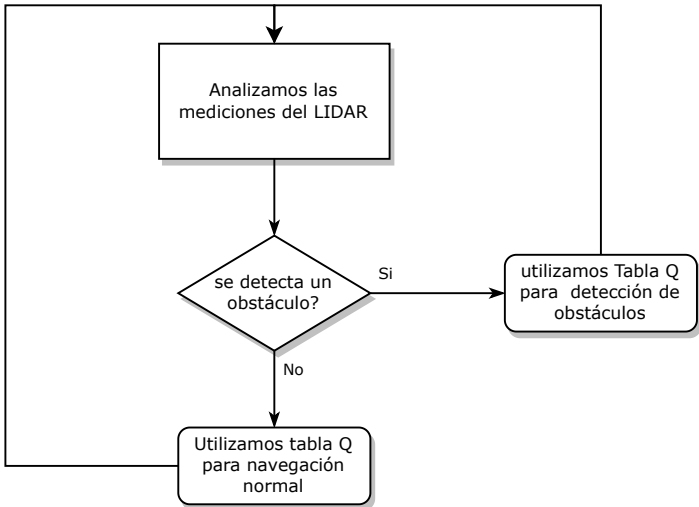 Analizamos las
mediciones del LIDAR
se detecta un
obstáculo?
Si
utilizamos Tabla Q
para detección de
obstáculos
No
Utilizamos tabla Q
para navegación
normal